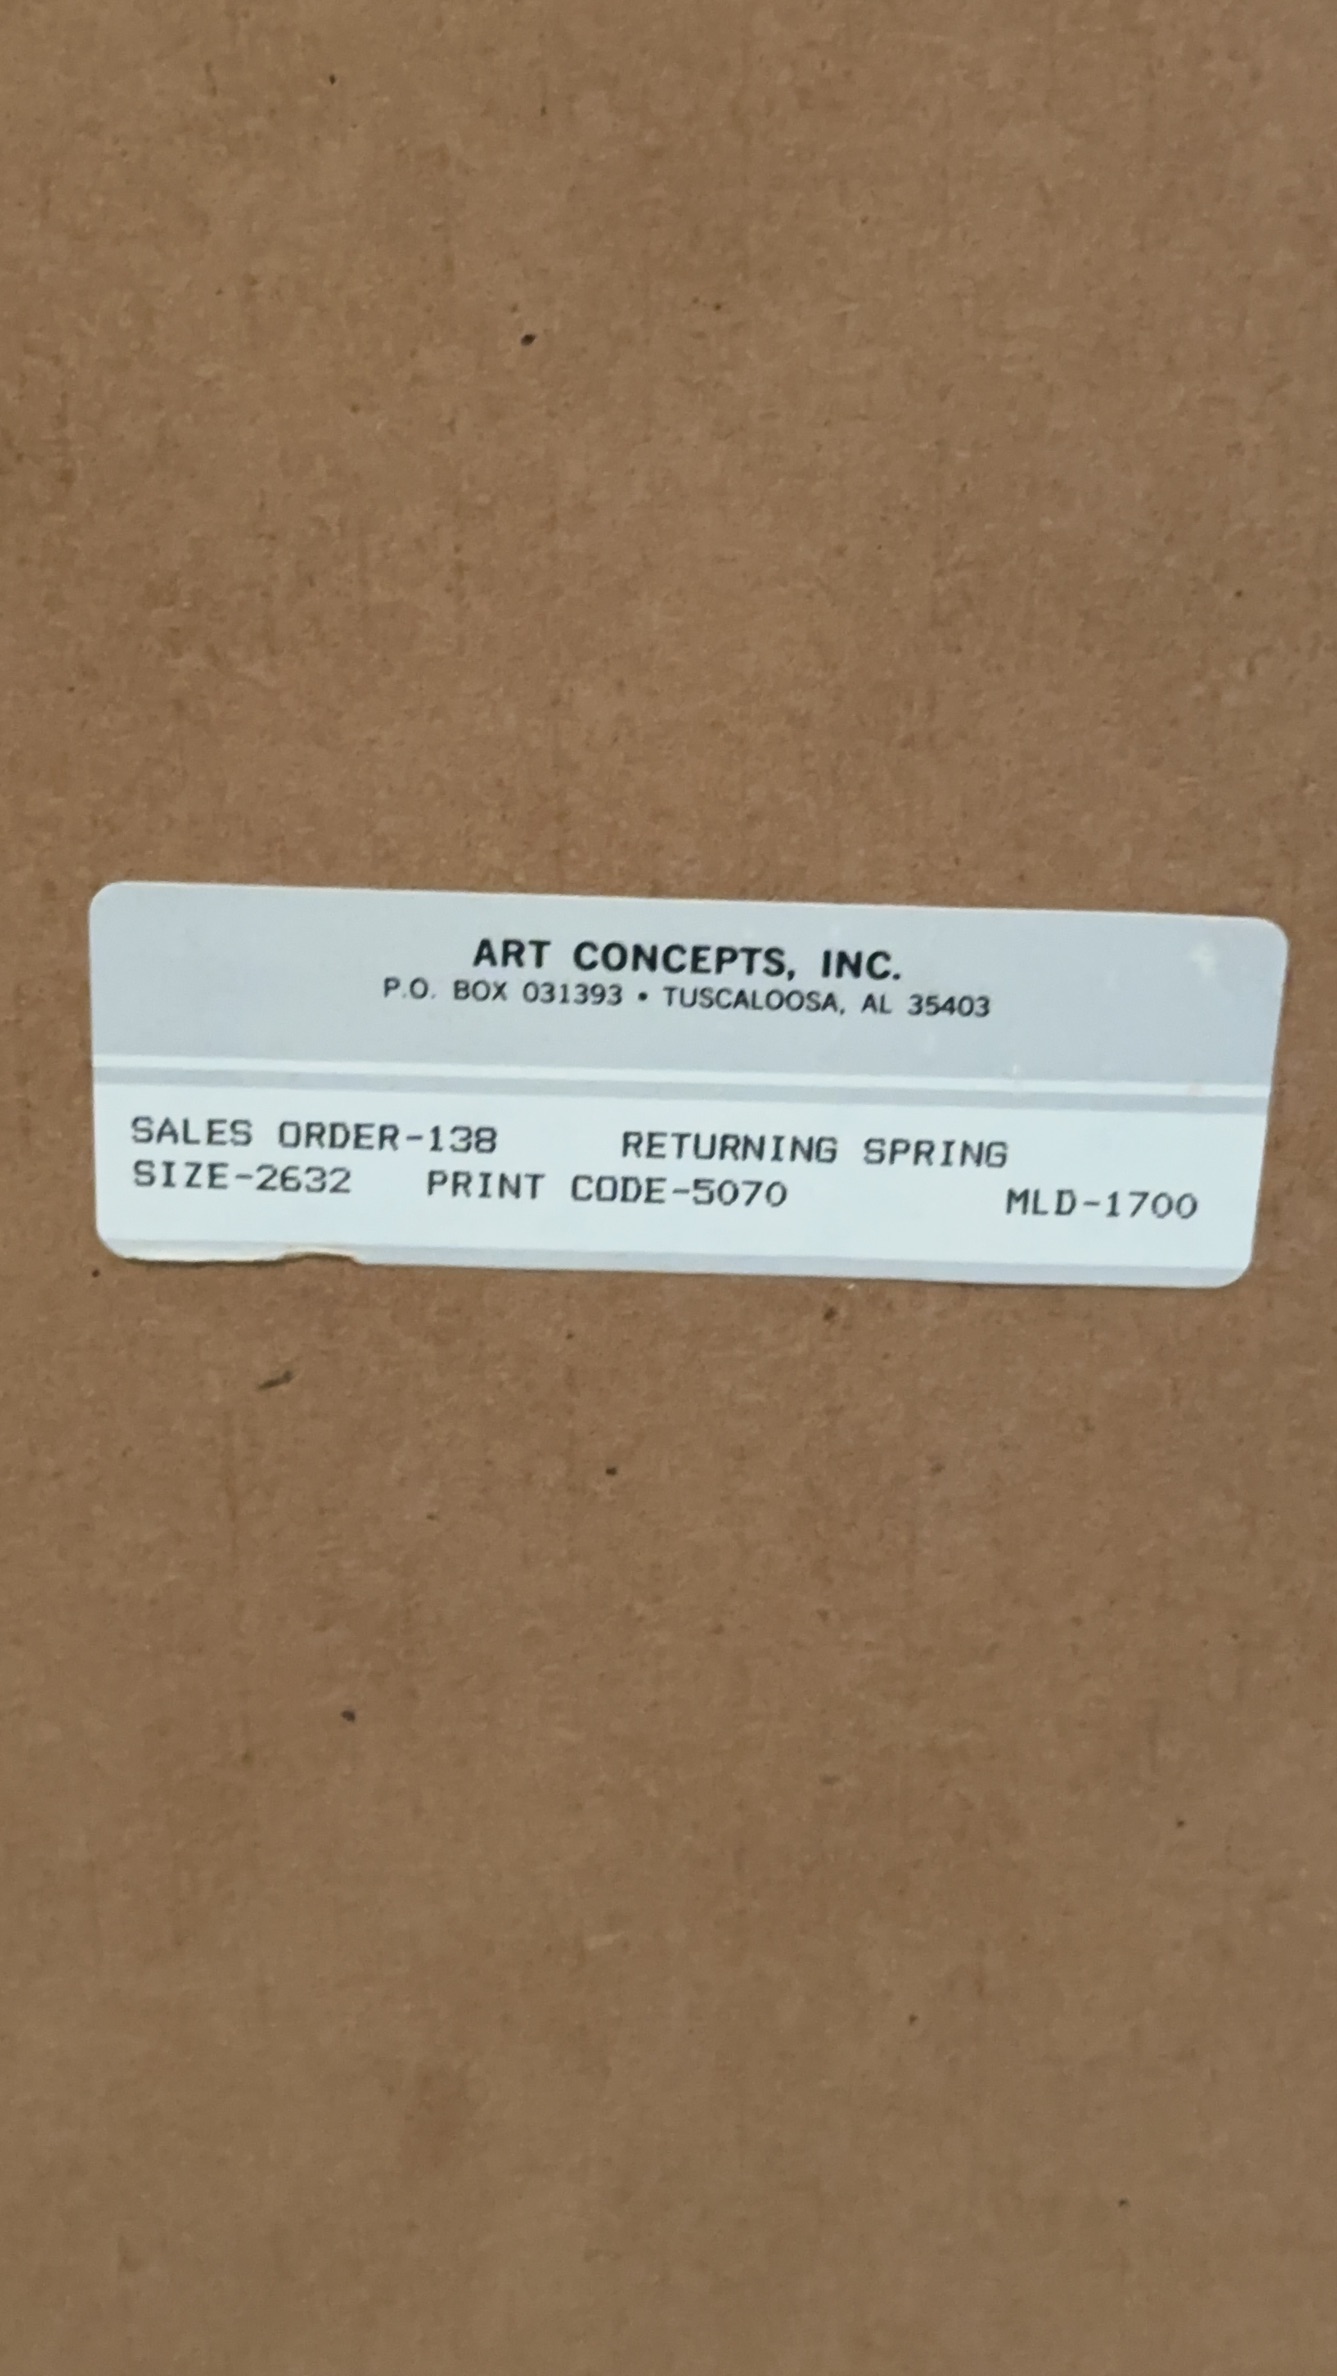 ART CONCEPTS, INC.
P.O. BOX 031393 • TUSCALOOSA, AL 35403
SALES ORDER-138 RETURNING SPRING
SIZE-2632 PRINT CODE-5070 MLD-1700